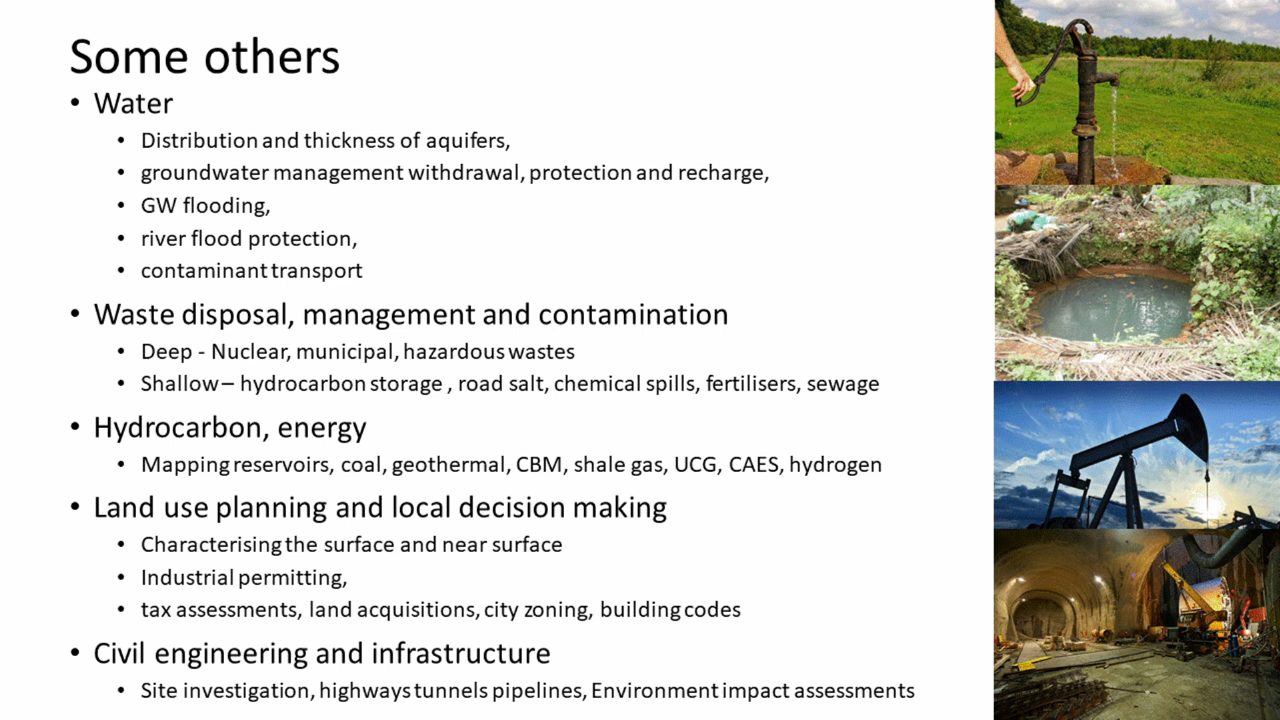 Some others
• Water
• Distribution and thickness of aquifers,
• groundwater management withdrawal, protection and recharge,
• GW flooding,
• river flood protection,
• contaminant transport
• Waste disposal, management and contamination
• Deep - Nuclear, municipal, hazardous wastes
• Shallow – hydrocarbon storage , road salt, chemical spills, fertilisers, sewage
• Hydrocarbon, energy
• Mapping reservoirs, coal, geothermal, CBM, shale gas, UCG, CAES, hydrogen
• Land use planning and local decision making
• Characterising the surface and near surface
• Industrial permitting,
• tax assessments, land acquisitions, city zoning, building codes
• Civil engineering and infrastructure
• Site investigation, highways tunnels pipelines, Environment impact assessments